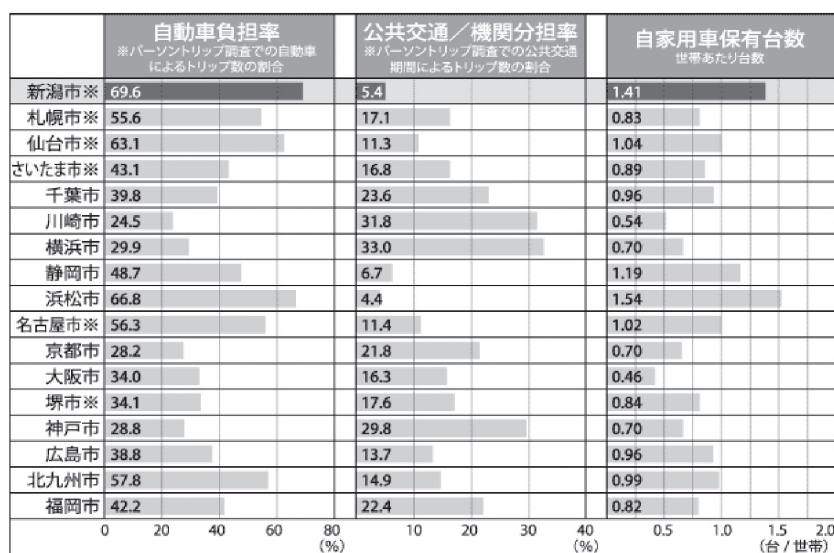 自動車負担率 公共交通／機関分担率 自家用車保有台数
※パーソントリップ調査での自動車 ※パーソントリップ調査での公共交通 世帯あたり台数
によるトリップ数の割合 期間によるトリップ数の割合
新潟市※ 69.6 5.4 1.41
札幌市※ 55.6 17.1 0.83
仙台市※ 63.1 11.3 1.04
さいたま市※ 43.1 16.8 0.89
千葉市 39.8 23.6 0.96
川崎市 24.5 31.8 0.54
横浜市 29.9 33.0 0.70
静岡市 48.7 6.7 1.19
浜松市 66.8 4.4 1.54
名古屋市※ 56.3 11.4 1.02
京都市 28.2 21.8 0.70
大阪市 34.0 16.3 0.46
堺市※ 34.1 17.6 0.84
神戸市 28.8 29.8 0.70
広島市 38.8 13.7 0.96
北九州市 57.8 14.9 0.99
福岡市 42.2 22.4 0.82
0 20 40 60 80 10 20 30 40 0.5 1.0 1.5 2.0
(%) (%) (台/世帯)